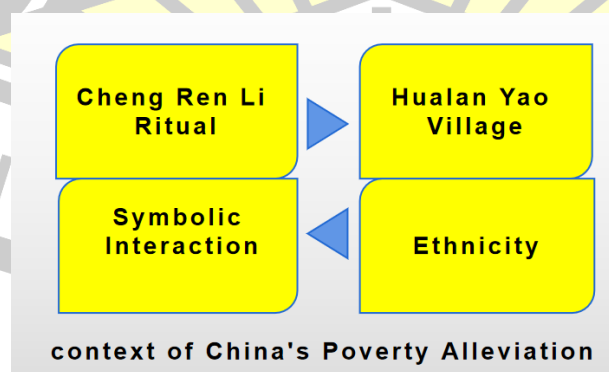 Cheng Ren Li
Ritual
Hualan Yao
Village
Symbolic
Interaction
Ethnicity
context of China's Poverty Alleviation